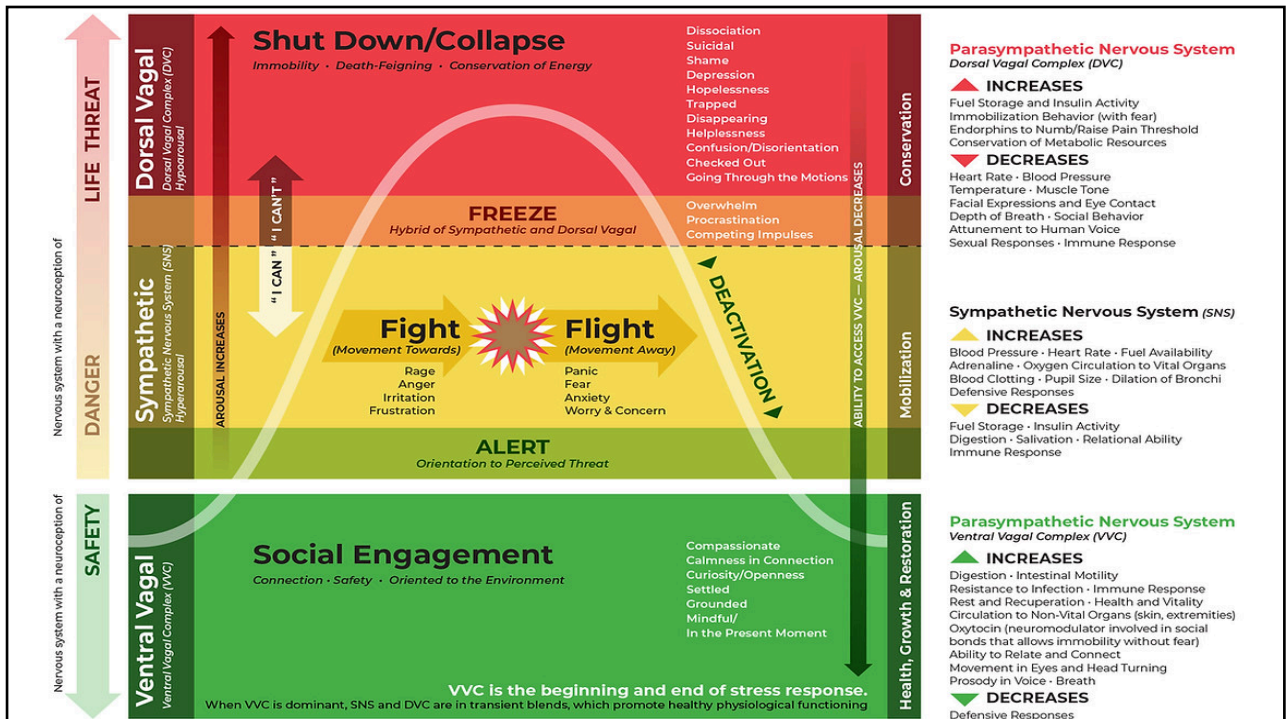 Nervous system with a neuroception of
LIFE THREAT
DANGER
Nervous system with a neuroception of
SAFETY
Dorsal Vagal
Dorsal Vagal Complex (DVC)
Hypoarousal
Sympathetic
Sympathetic Nervous System (SNS)
Hyperarousal
Ventral Vagal
Ventral Vagal Complex (VVC)
AROUSAL INCREASES
Shut Down/Collapse
Immobility • Death-Feigning • Conservation of Energy
"I CAN" "I CAN'T"
Dissociation
Suicidal
Shame
Depression
Hopelessness
Trapped
Disappearing
Helplessness
Confusion/Disorientation
Checked Out
Going Through the Motions
FREEZE
Hybrid of Sympathetic and Dorsal Vagal
Overwhelm
Procrastination
Competing Impulses
Fight
(Movement Towards)
Rage
Anger
Irritation
Frustration
Flight
(Movement Away)
Panic
Fear
Anxiety
Worry & Concern
DEACTIVATION
ALERT
Orientation to Perceived Threat
Social Engagement
Connection • Safety • Oriented to the Environment
Compassionate
Calmness in Connection
Curiosity/Openness
Settled
Grounded
Mindful/
In the Present Moment
VVC is the beginning and end of stress response.
When VVC is dominant, SNS and DVC are in transient blends, which promote healthy physiological functioning
ABILITY TO ACCESS VVC — AROUSAL DECREASES
Conservation
Mobilization
Health, Growth & Restoration
Parasympathetic Nervous System
Dorsal Vagal Complex (DVC)
INCREASES
Fuel Storage and Insulin Activity
Immobilization Behavior (with fear)
Endorphins to Numb/Raise Pain Threshold
Conservation of Metabolic Resources
DECREASES
Heart Rate • Blood Pressure
Temperature • Muscle Tone
Facial Expressions and Eye Contact
Depth of Breath • Social Behavior
Attunement to Human Voice
Sexual Responses • Immune Response
Sympathetic Nervous System (SNS)
INCREASES
Blood Pressure • Heart Rate • Fuel Availability
Adrenaline • Oxygen Circulation to Vital Organs
Blood Clotting • Pupil Size • Dilation of Bronchi
Defensive Responses
DECREASES
Fuel Storage • Insulin Activity
Digestion • Salivation • Relational Ability
Immune Response
Parasympathetic Nervous System
Ventral Vagal Complex (VVC)
INCREASES
Digestion • Intestinal Motility
Resistance to Infection • Immune Response
Rest and Recuperation • Health and Vitality
Circulation to Non-Vital Organs (skin, extremities)
Oxytocin (neuromodulator involved in social
bonds that allows immobility without fear)
Ability to Relate and Connect
Movement in Eyes and Head Turning
Prosody in Voice • Breath
DECREASES
Defensive Responses